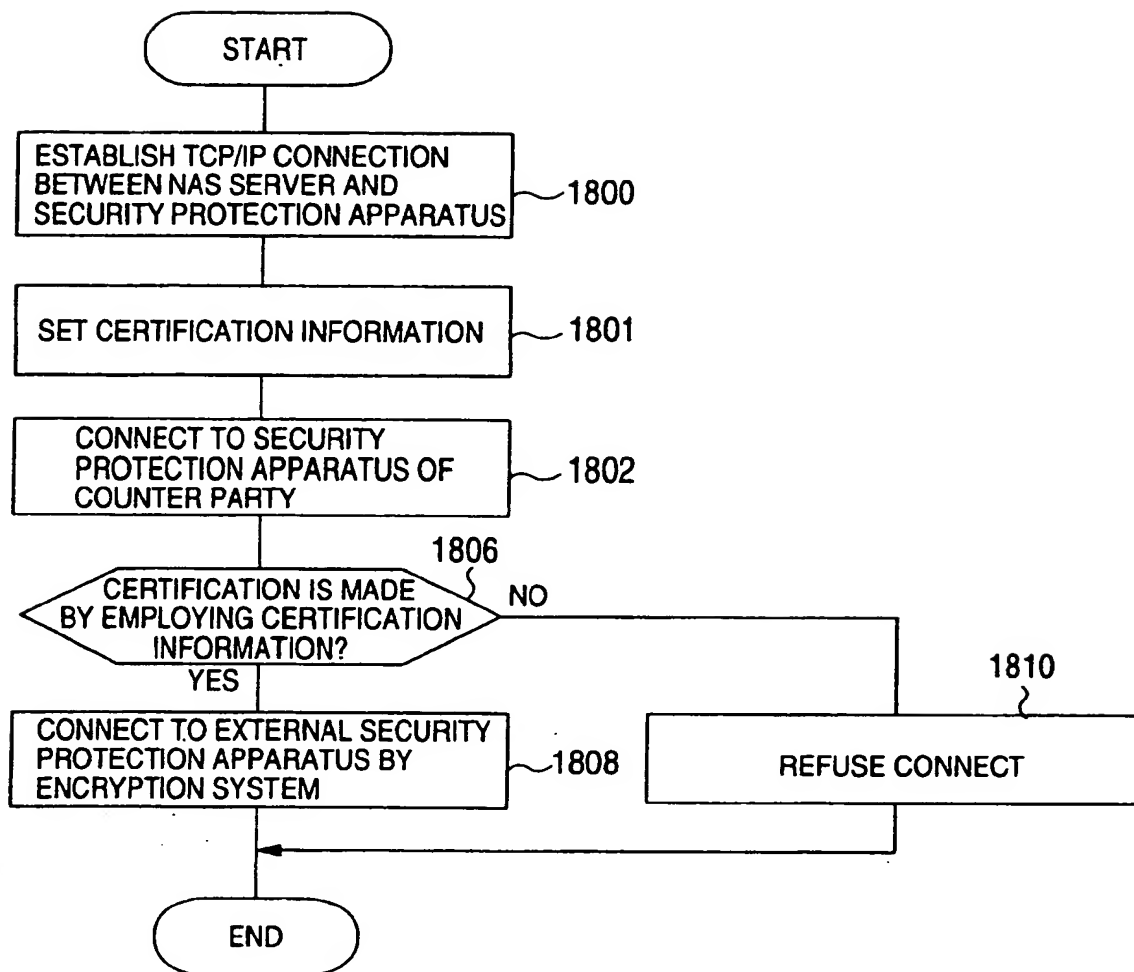 START
ESTABLISH TCP/IP CONNECTION
BETWEEN NAS SERVER AND
SECURITY PROTECTION APPARATUS
1800
SET CERTIFICATION INFORMATION
1801
CONNECT TO SECURITY
PROTECTION APPARATUS OF
COUNTER PARTY
1802
1806
CERTIFICATION IS MADE
BY EMPLOYING CERTIFICATION
INFORMATION?
NO
YES
1810
CONNECT TO EXTERNAL SECURITY
PROTECTION APPARATUS BY
ENCRYPTION SYSTEM
1808
REFUSE CONNECT
END